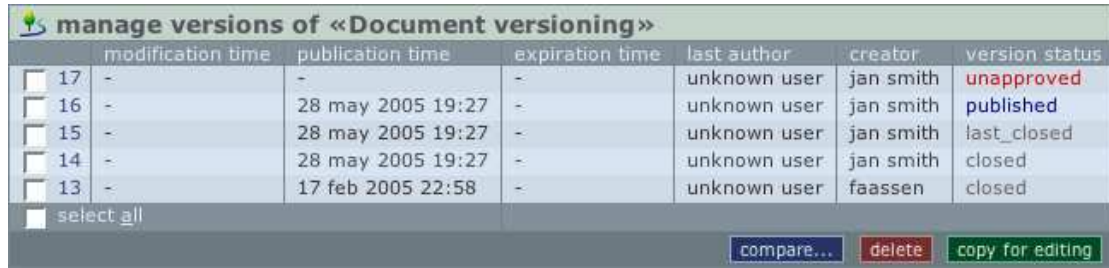 manage versions of «Document versioning»
modification time publication time expiration time last author creator version status
17 - - - unknown user jan smith unapproved
16 - 28 may 2005 19:27 - unknown user jan smith published
15 - 28 may 2005 19:27 - unknown user jan smith last_closed
14 - 28 may 2005 19:27 - unknown user jan smith closed
13 - 17 feb 2005 22:58 - unknown user faassen closed
select all
compare... delete copy for editing